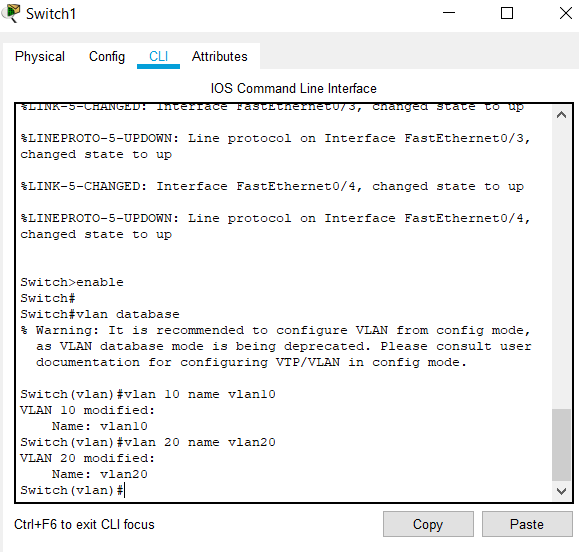 Switch1
Physical Config CLI Attributes
IOS Command Line Interface
%LINK-5-CHANGED: Interface FastEthernet0/3, changed state to up
%LINEPROTO-5-UPDOWN: Line protocol on Interface FastEthernet0/3,
changed state to up
%LINK-5-CHANGED: Interface FastEthernet0/4, changed state to up
%LINEPROTO-5-UPDOWN: Line protocol on Interface FastEthernet0/4,
changed state to up
Switch>enable
Switch#
Switch#vlan database
% Warning: It is recommended to configure VLAN from config mode,
as VLAN database mode is being deprecated. Please consult user
documentation for configuring VTP/VLAN in config mode.
Switch(vlan)#vlan 10 name vlan10
VLAN 10 modified:
Name: vlan10
Switch(vlan)#vlan 20 name vlan20
VLAN 20 modified:
Name: vlan20
Switch(vlan)#
Ctrl+F6 to exit CLI focus
Copy Paste